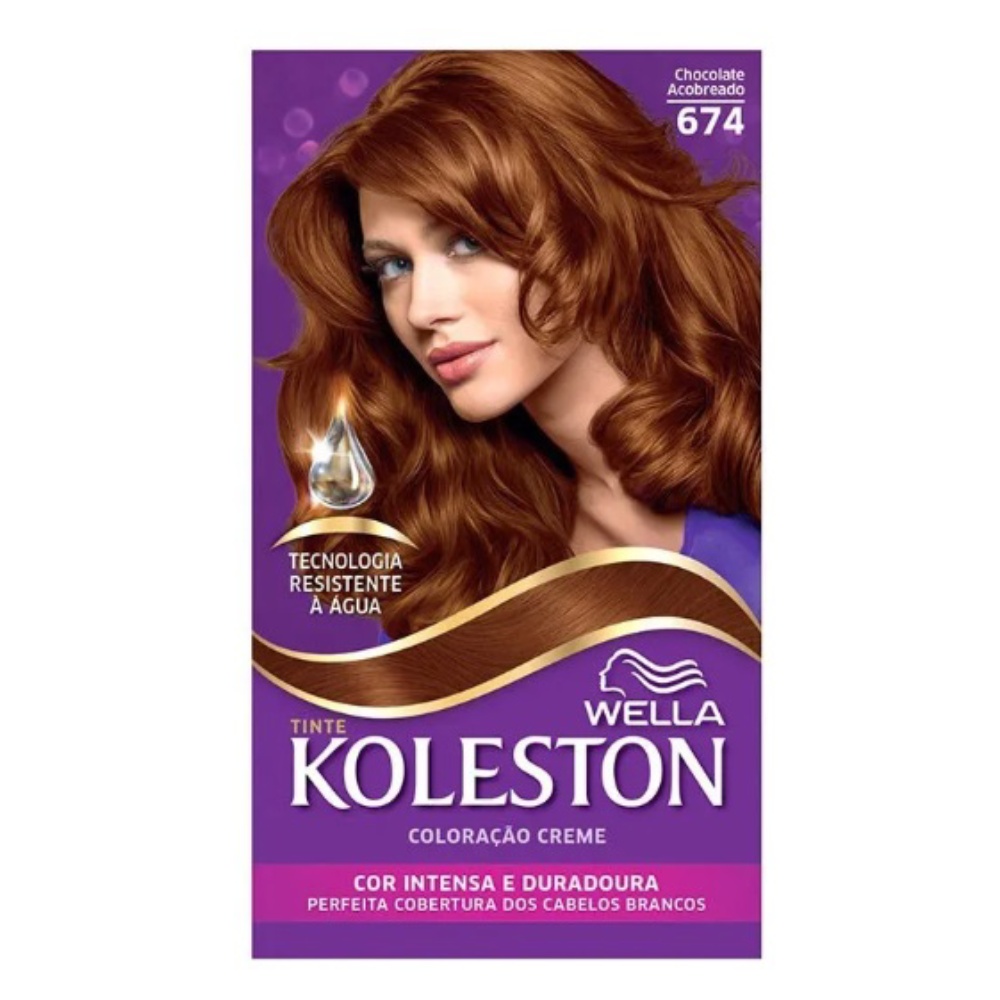 Chocolate
Acobreado
674
TECNOLOGIA
RESISTENTE
À ÁGUA
WELLA
TINTE
KOLESTON
COLORAÇÃO CREME
COR INTENSA E DURADOURA
PERFEITA COBERTURA DOS CABELOS BRANCOS